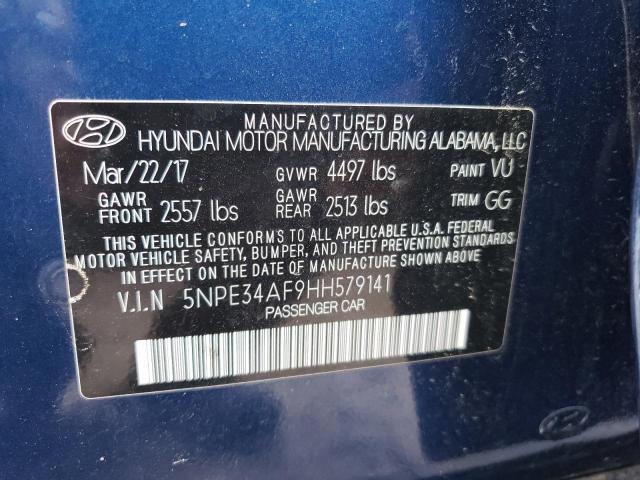 MANUFACTURED BY
HYUNDAI MOTOR MANUFACTURING ALABAMA, LLC
Mar/22/17 GVWR 4497 lbs PAINT VU
GAWR FRONT 2557 lbs GAWR REAR 2513 lbs TRIM GG
THIS VEHICLE CONFORMS TO ALL APPLICABLE U.S.A. FEDERAL
MOTOR VEHICLE SAFETY, BUMPER, AND THEFT PREVENTION STANDARDS
IN EFFECT ON THE DATE OF MANUFACTURE SHOWN ABOVE.
V.I.N 5NPE34AF9HH579141
PASSENGER CAR